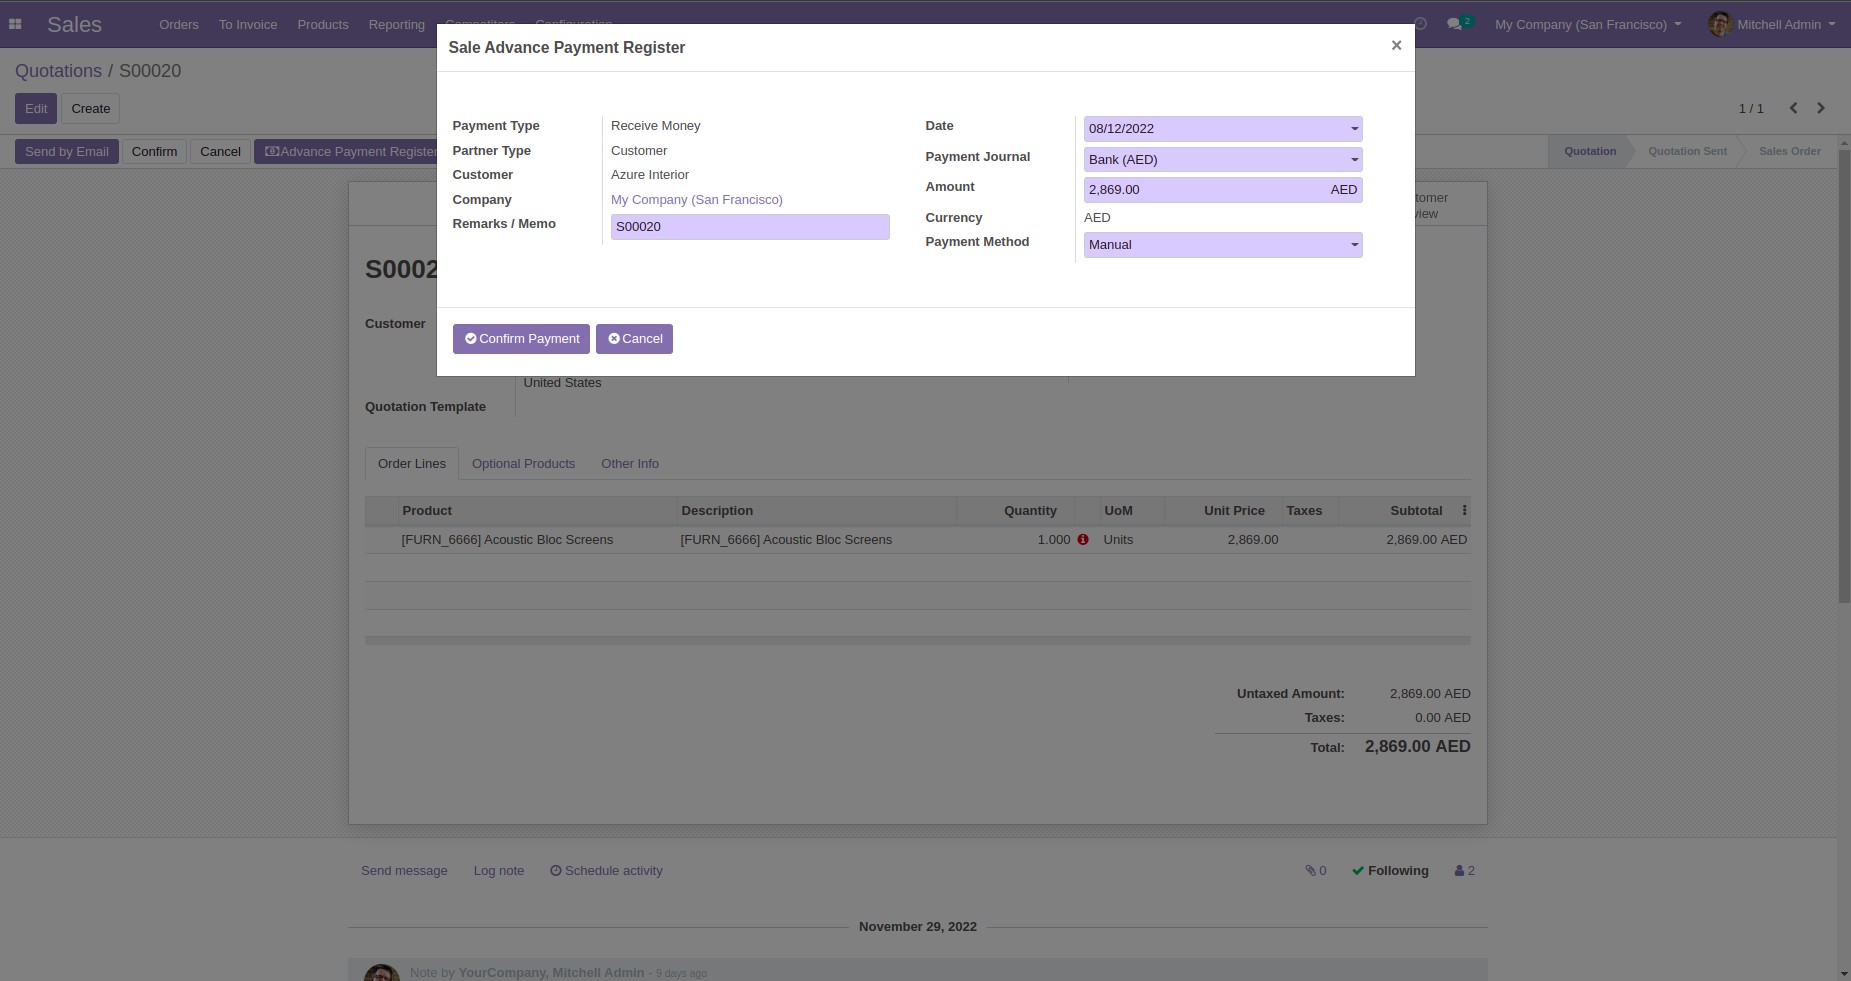 Sales
Orders
To Invoice
Products
Reporting
Competitors
Configuration
2
My Company (San Francisco)
Mitchell Admin
Quotations / S00020
Edit
Create
1 / 1
Send by Email
Confirm
Cancel
Advance Payment Register
Quotation
Quotation Sent
Sales Order
Sale Advance Payment Register
×
Payment Type
Receive Money
Partner Type
Customer
Customer
Azure Interior
Company
My Company (San Francisco)
Remarks / Memo
S00020
Date
08/12/2022
Payment Journal
Bank (AED)
Amount
2,869.00 AED
Currency
AED
Payment Method
Manual
Confirm Payment
Cancel
tomer
view
S0002
Customer
United States
Quotation Template
Order Lines
Optional Products
Other Info
Product Description Quantity UoM Unit Price Taxes Subtotal
[FURN_6666] Acoustic Bloc Screens [FURN_6666] Acoustic Bloc Screens 1.000 Units 2,869.00 2,869.00 AED
Untaxed Amount: 2,869.00 AED
Taxes: 0.00 AED
Total: 2,869.00 AED
Send message
Log note
Schedule activity
0
Following
2
November 29, 2022
Note by YourCompany, Mitchell Admin - 9 days ago